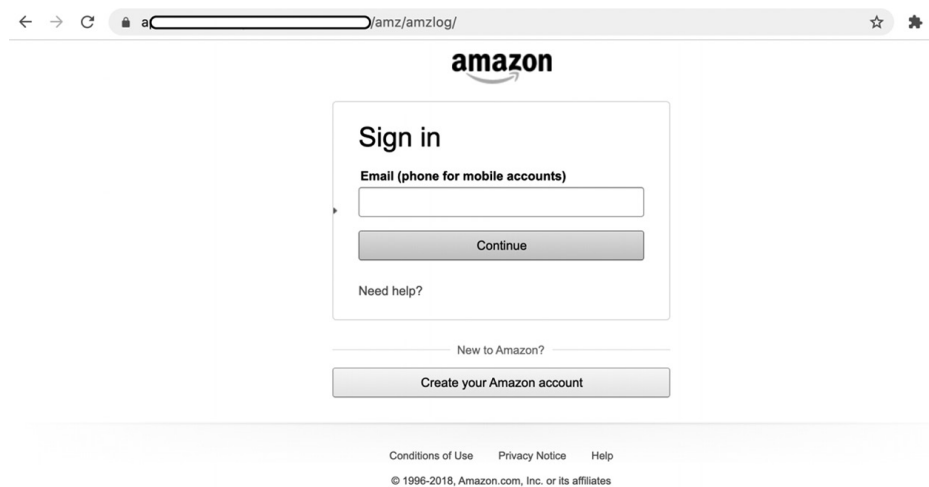 a /amz/amzlog/
amazon
Sign in
Email (phone for mobile accounts)
Continue
Need help?
New to Amazon?
Create your Amazon account
Conditions of Use Privacy Notice Help
© 1996-2018, Amazon.com, Inc. or its affiliates